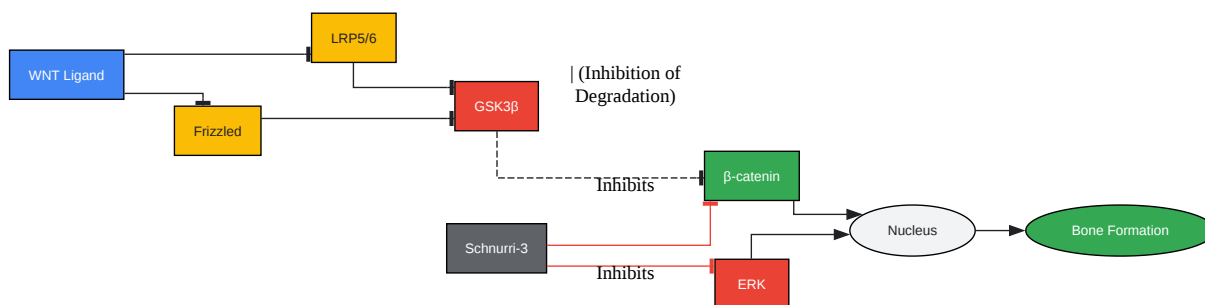 LRP5/6
WNT Ligand
| (Inhibition of
Degradation)
GSK3β
Frizzled
β-catenin
Inhibits
Schnurri-3
Nucleus
Bone Formation
Inhibits
ERK